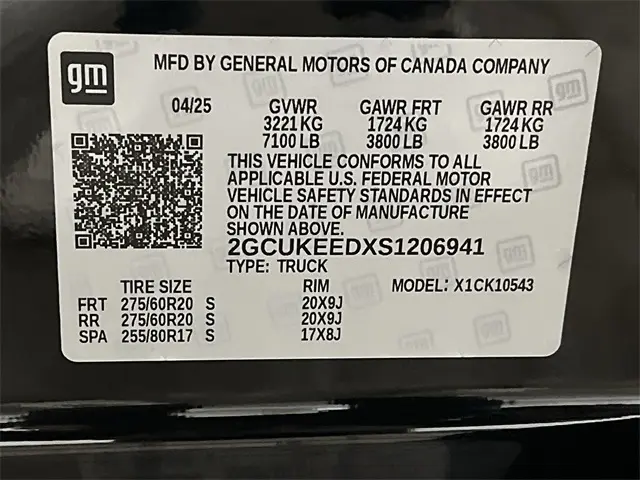 gm
MFD BY GENERAL MOTORS OF CANADA COMPANY
04/25 GVWR GAWR FRT GAWR RR
3221 KG 1724 KG 1724 KG
7100 LB 3800 LB 3800 LB
THIS VEHICLE CONFORMS TO ALL
APPLICABLE U.S. FEDERAL MOTOR
VEHICLE SAFETY STANDARDS IN EFFECT
ON THE DATE OF MANUFACTURE
SHOWN ABOVE.
2GCUKEEDXS1206941
TYPE: TRUCK
TIRE SIZE RIM MODEL: X1CK10543
FRT 275/60R20 S 20X9J
RR 275/60R20 S 20X9J
SPA 255/80R17 S 17X8J